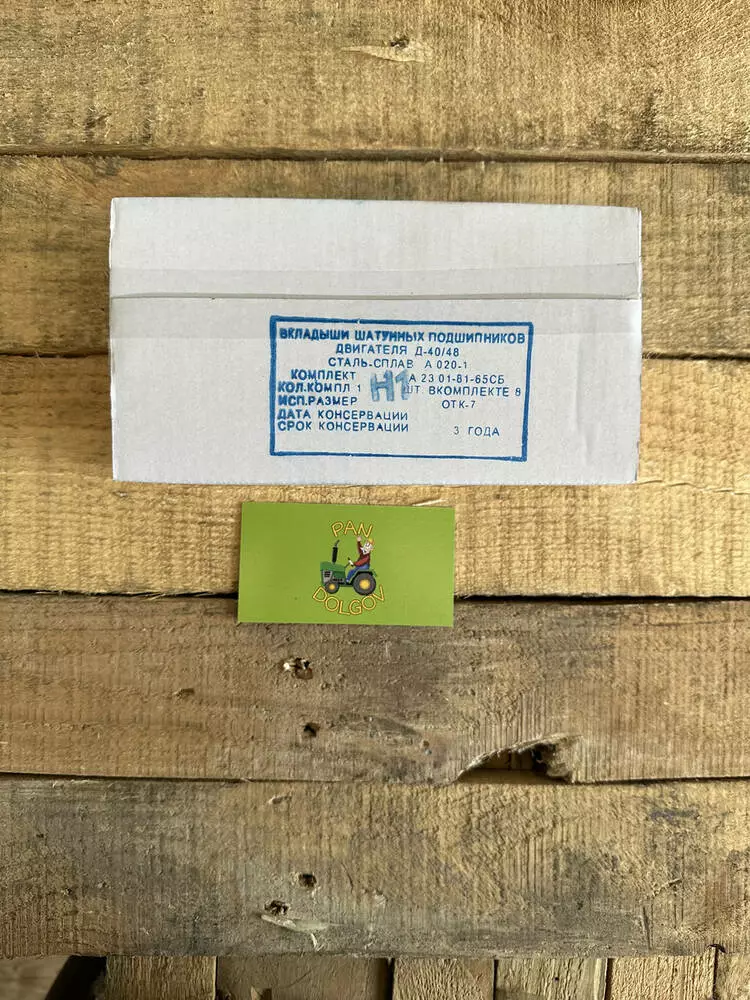 ВКЛАДЫШИ ШАТУННЫХ ПОДШИПНИКОВ
ДВИГАТЕЛЯ Д-40/48
СТАЛЬ-СПЛАВ А 020-1
КОМПЛЕКТ Н1 А 23 01-81-65СБ
КОЛ.КОМПЛ 1 ШТ. ВКОМПЛЕКТЕ 8
ИСП.РАЗМЕР ОТК-7
ДАТА КОНСЕРВАЦИИ
СРОК КОНСЕРВАЦИИ 3 ГОДА
PAN
DOLGOV